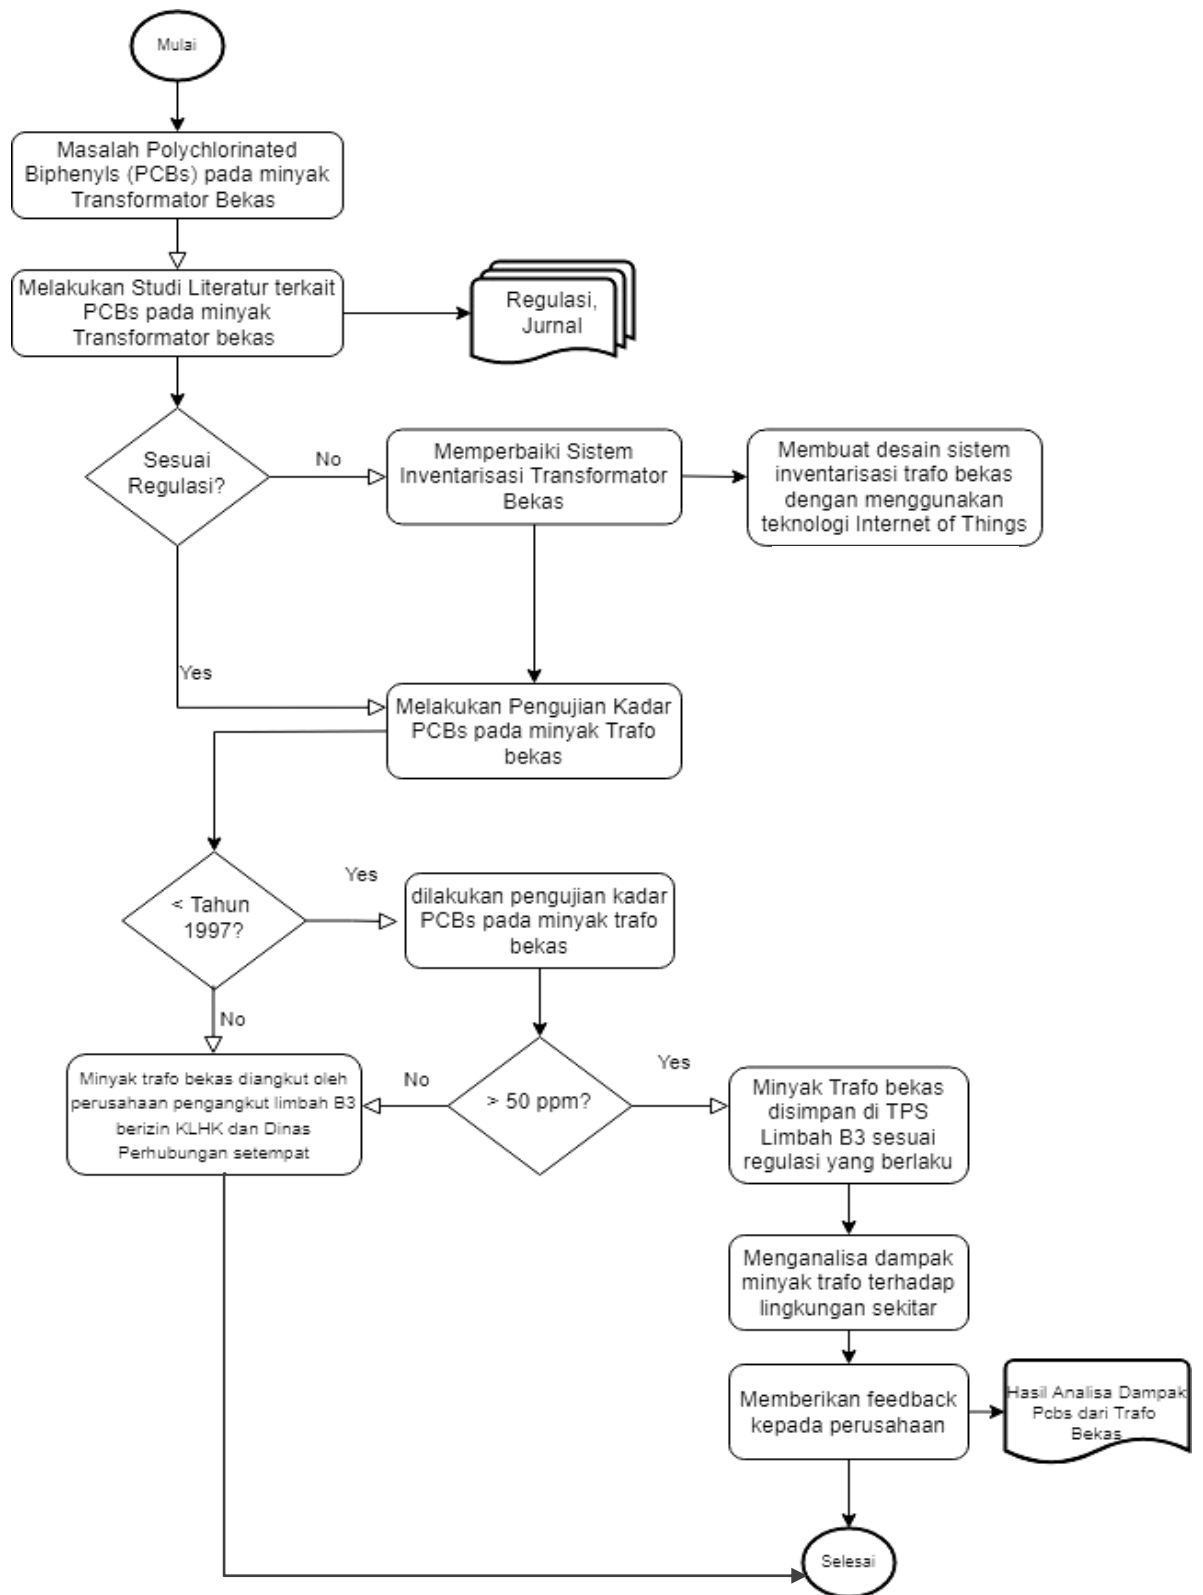 Mulai
Masalah Polychlorinated
Biphenyls (PCBs) pada minyak
Transformator Bekas
Melakukan Studi Literatur terkait
PCBs pada minyak
Transformator bekas
Regulasi,
Jurnal
Sesuai
Regulasi?
No
Memperbaiki Sistem
Inventarisasi Transformator
Bekas
Membuat desain sistem
inventarisasi trafo bekas
dengan menggunakan
teknologi Internet of Things
Yes
Melakukan Pengujian Kadar
PCBs pada minyak Trafo
bekas
< Tahun
1997?
Yes
dilakukan pengujian kadar
PCBs pada minyak trafo
bekas
No
Minyak trafo bekas diangkut oleh
perusahaan pengangkut limbah B3
berizin KLHK dan Dinas
Perhubungan setempat
No
> 50 ppm?
Yes
Minyak Trafo bekas
disimpan di TPS
Limbah B3 sesuai
regulasi yang berlaku
Menganalisa dampak
minyak trafo terhadap
lingkungan sekitar
Memberikan feedback
kepada perusahaan
Hasil Analisa Dampak
Pcbs dari Trafo
Bekas
Selesai